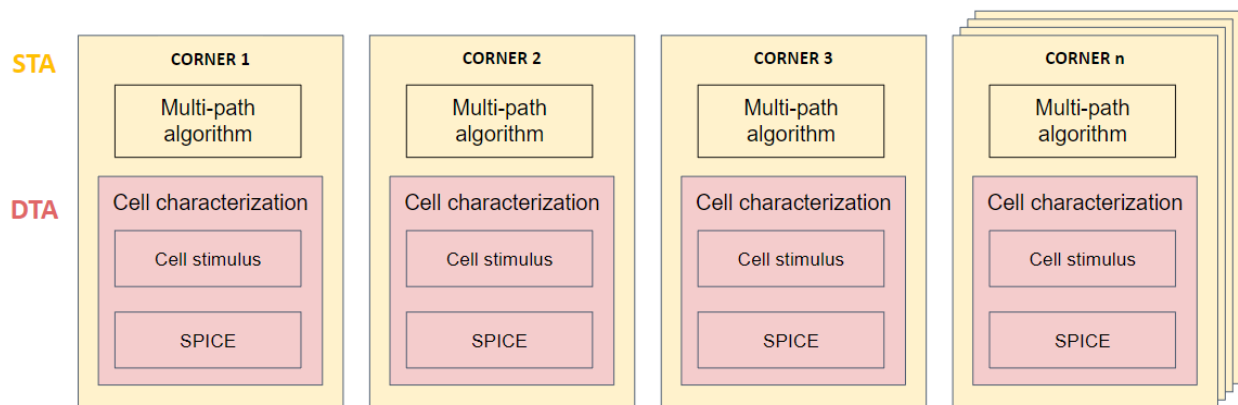 STA
CORNER 1
CORNER 2
CORNER 3
CORNER n
Multi-path
algorithm
Multi-path
algorithm
Multi-path
algorithm
Multi-path
algorithm
DTA
Cell characterization
Cell characterization
Cell characterization
Cell characterization
Cell stimulus
Cell stimulus
Cell stimulus
Cell stimulus
SPICE
SPICE
SPICE
SPICE